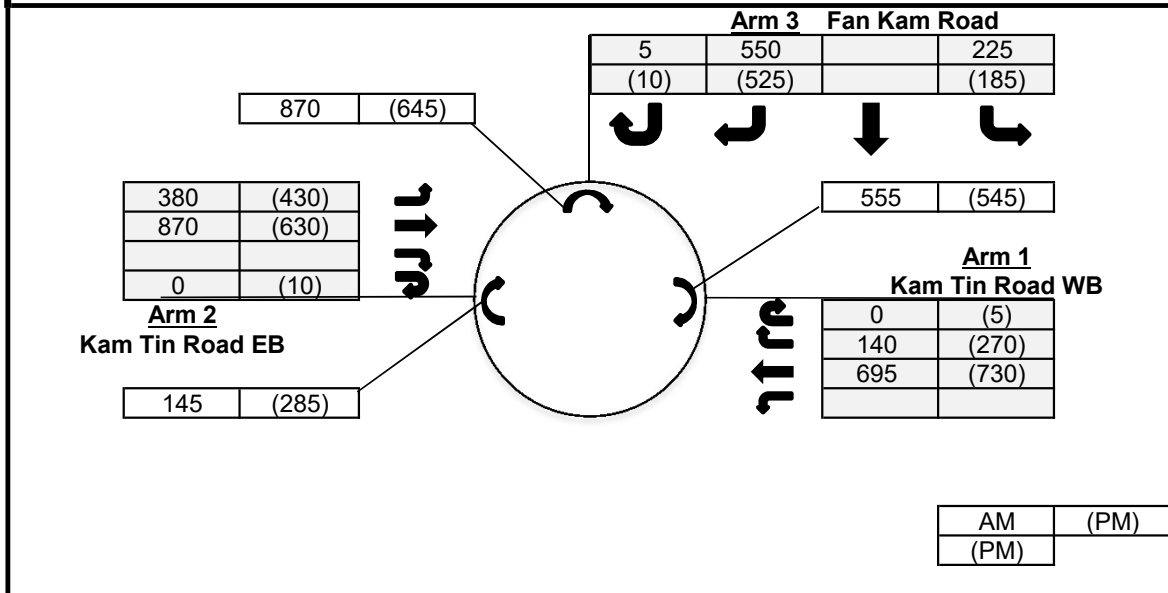 Arm 3 Fan Kam Road
5 550 225
(10) (525) (185)
870 (645)
380 (430)
870 (630)
0 (10)
Arm 2
Kam Tin Road EB
145 (285)
555 (545)
Arm 1
Kam Tin Road WB
0 (5)
140 (270)
695 (730)
AM (PM)
(PM)